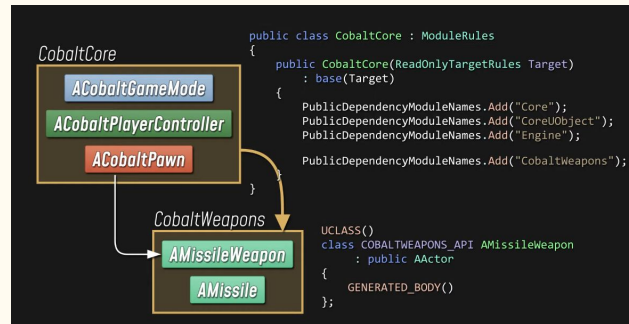 CobaltCore
ACobaltGameMode
ACobaltPlayerController
ACobaltPawn
public class CobaltCore : ModuleRules
{
public CobaltCore(ReadOnlyTargetRules Target)
: base(Target)
{
PublicDependencyModuleNames.Add("Core");
PublicDependencyModuleNames.Add("CoreUObject");
PublicDependencyModuleNames.Add("Engine");
PublicDependencyModuleNames.Add("CobaltWeapons");
}
}
CobaltWeapons
AMissileWeapon
AMissile
UCLASS()
class COBALTWEAPONS_API AMissileWeapon
: public AActor
{
GENERATED_BODY()
};